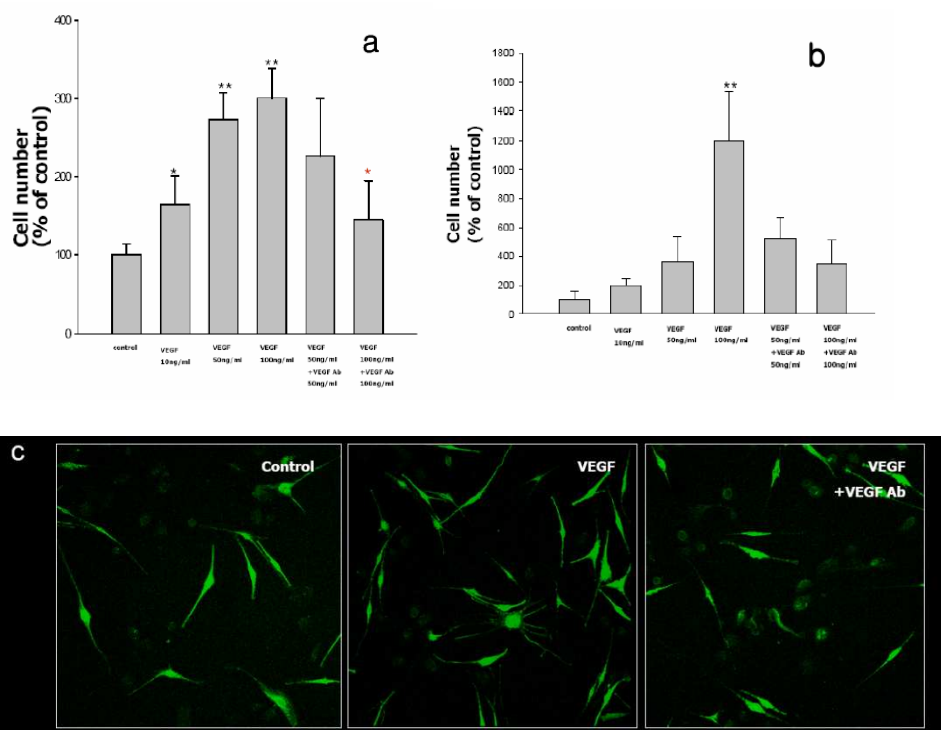 400
300
200
100
0
Cell number
(% of control)
a
*
**
**
*
control
VEGF
10ng/ml
VEGF
50ng/ml
VEGF
100ng/ml
VEGF
50ng/ml
+VEGF Ab
50ng/ml
VEGF
100ng/ml
+VEGF Ab
100ng/ml
1800
1600
1400
1200
1000
800
600
400
200
0
Cell number
(% of control)
b
**
control
VEGF
10ng/ml
VEGF
50ng/ml
VEGF
100ng/ml
VEGF
50ng/ml
+VEGF Ab
50ng/ml
VEGF
100ng/ml
+VEGF Ab
100ng/ml
c
Control
VEGF
VEGF
+VEGF Ab